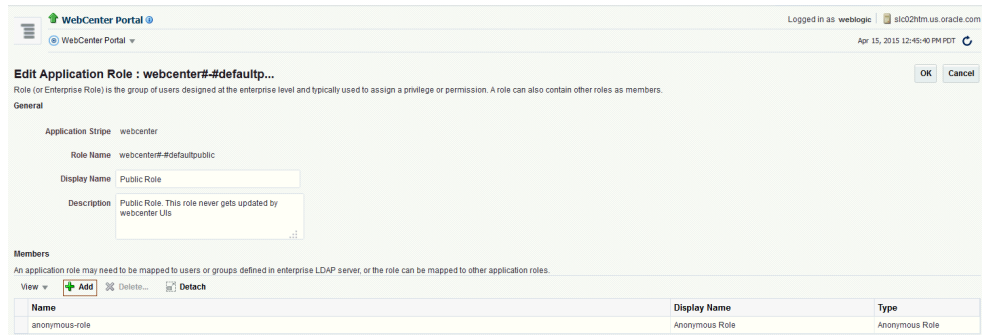 WebCenter Portal
Logged in as weblogic slc02htm.us.oracle.com
WebCenter Portal
Apr 15, 2015 12:45:40 PM PDT
Edit Application Role : webcenter#-#defaultp...
OK Cancel
Role (or Enterprise Role) is the group of users designed at the enterprise level and typically used to assign a privilege or permission. A role can also contain other roles as members.
General
Application Stripe webcenter
Role Name webcenter#-#defaultpublic
Display Name Public Role
Description Public Role. This role never gets updated by
webcenter UIs
Members
An application role may need to be mapped to users or groups defined in enterprise LDAP server, or the role can be mapped to other application roles.
View Add Delete... Detach
Name Display Name Type
anonymous-role Anonymous Role Anonymous Role